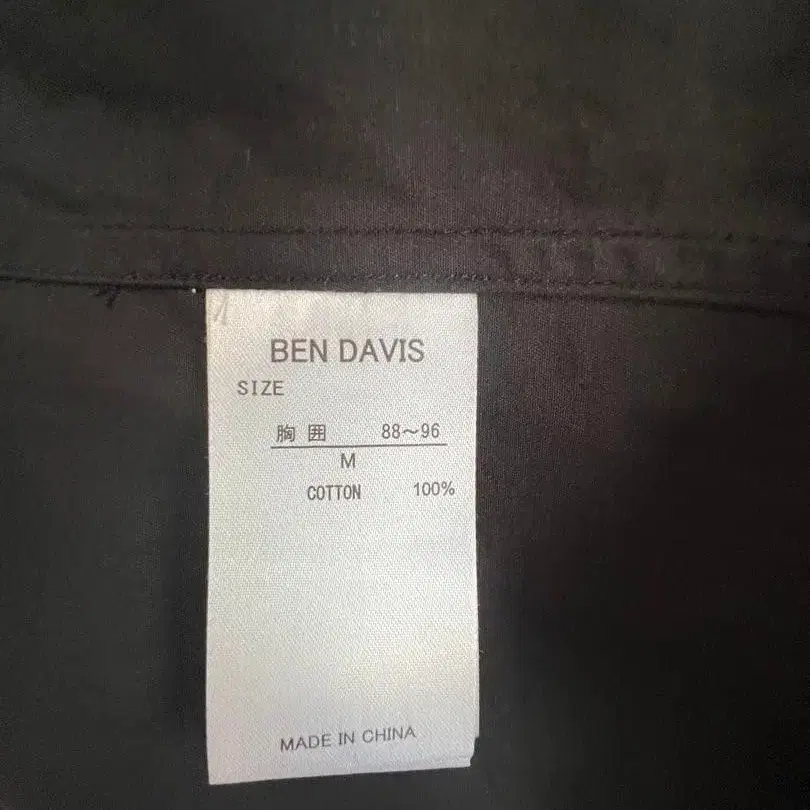 BEN DAVIS
SIZE
胸 囲 88～96
M
COTTON 100%
MADE IN CHINA